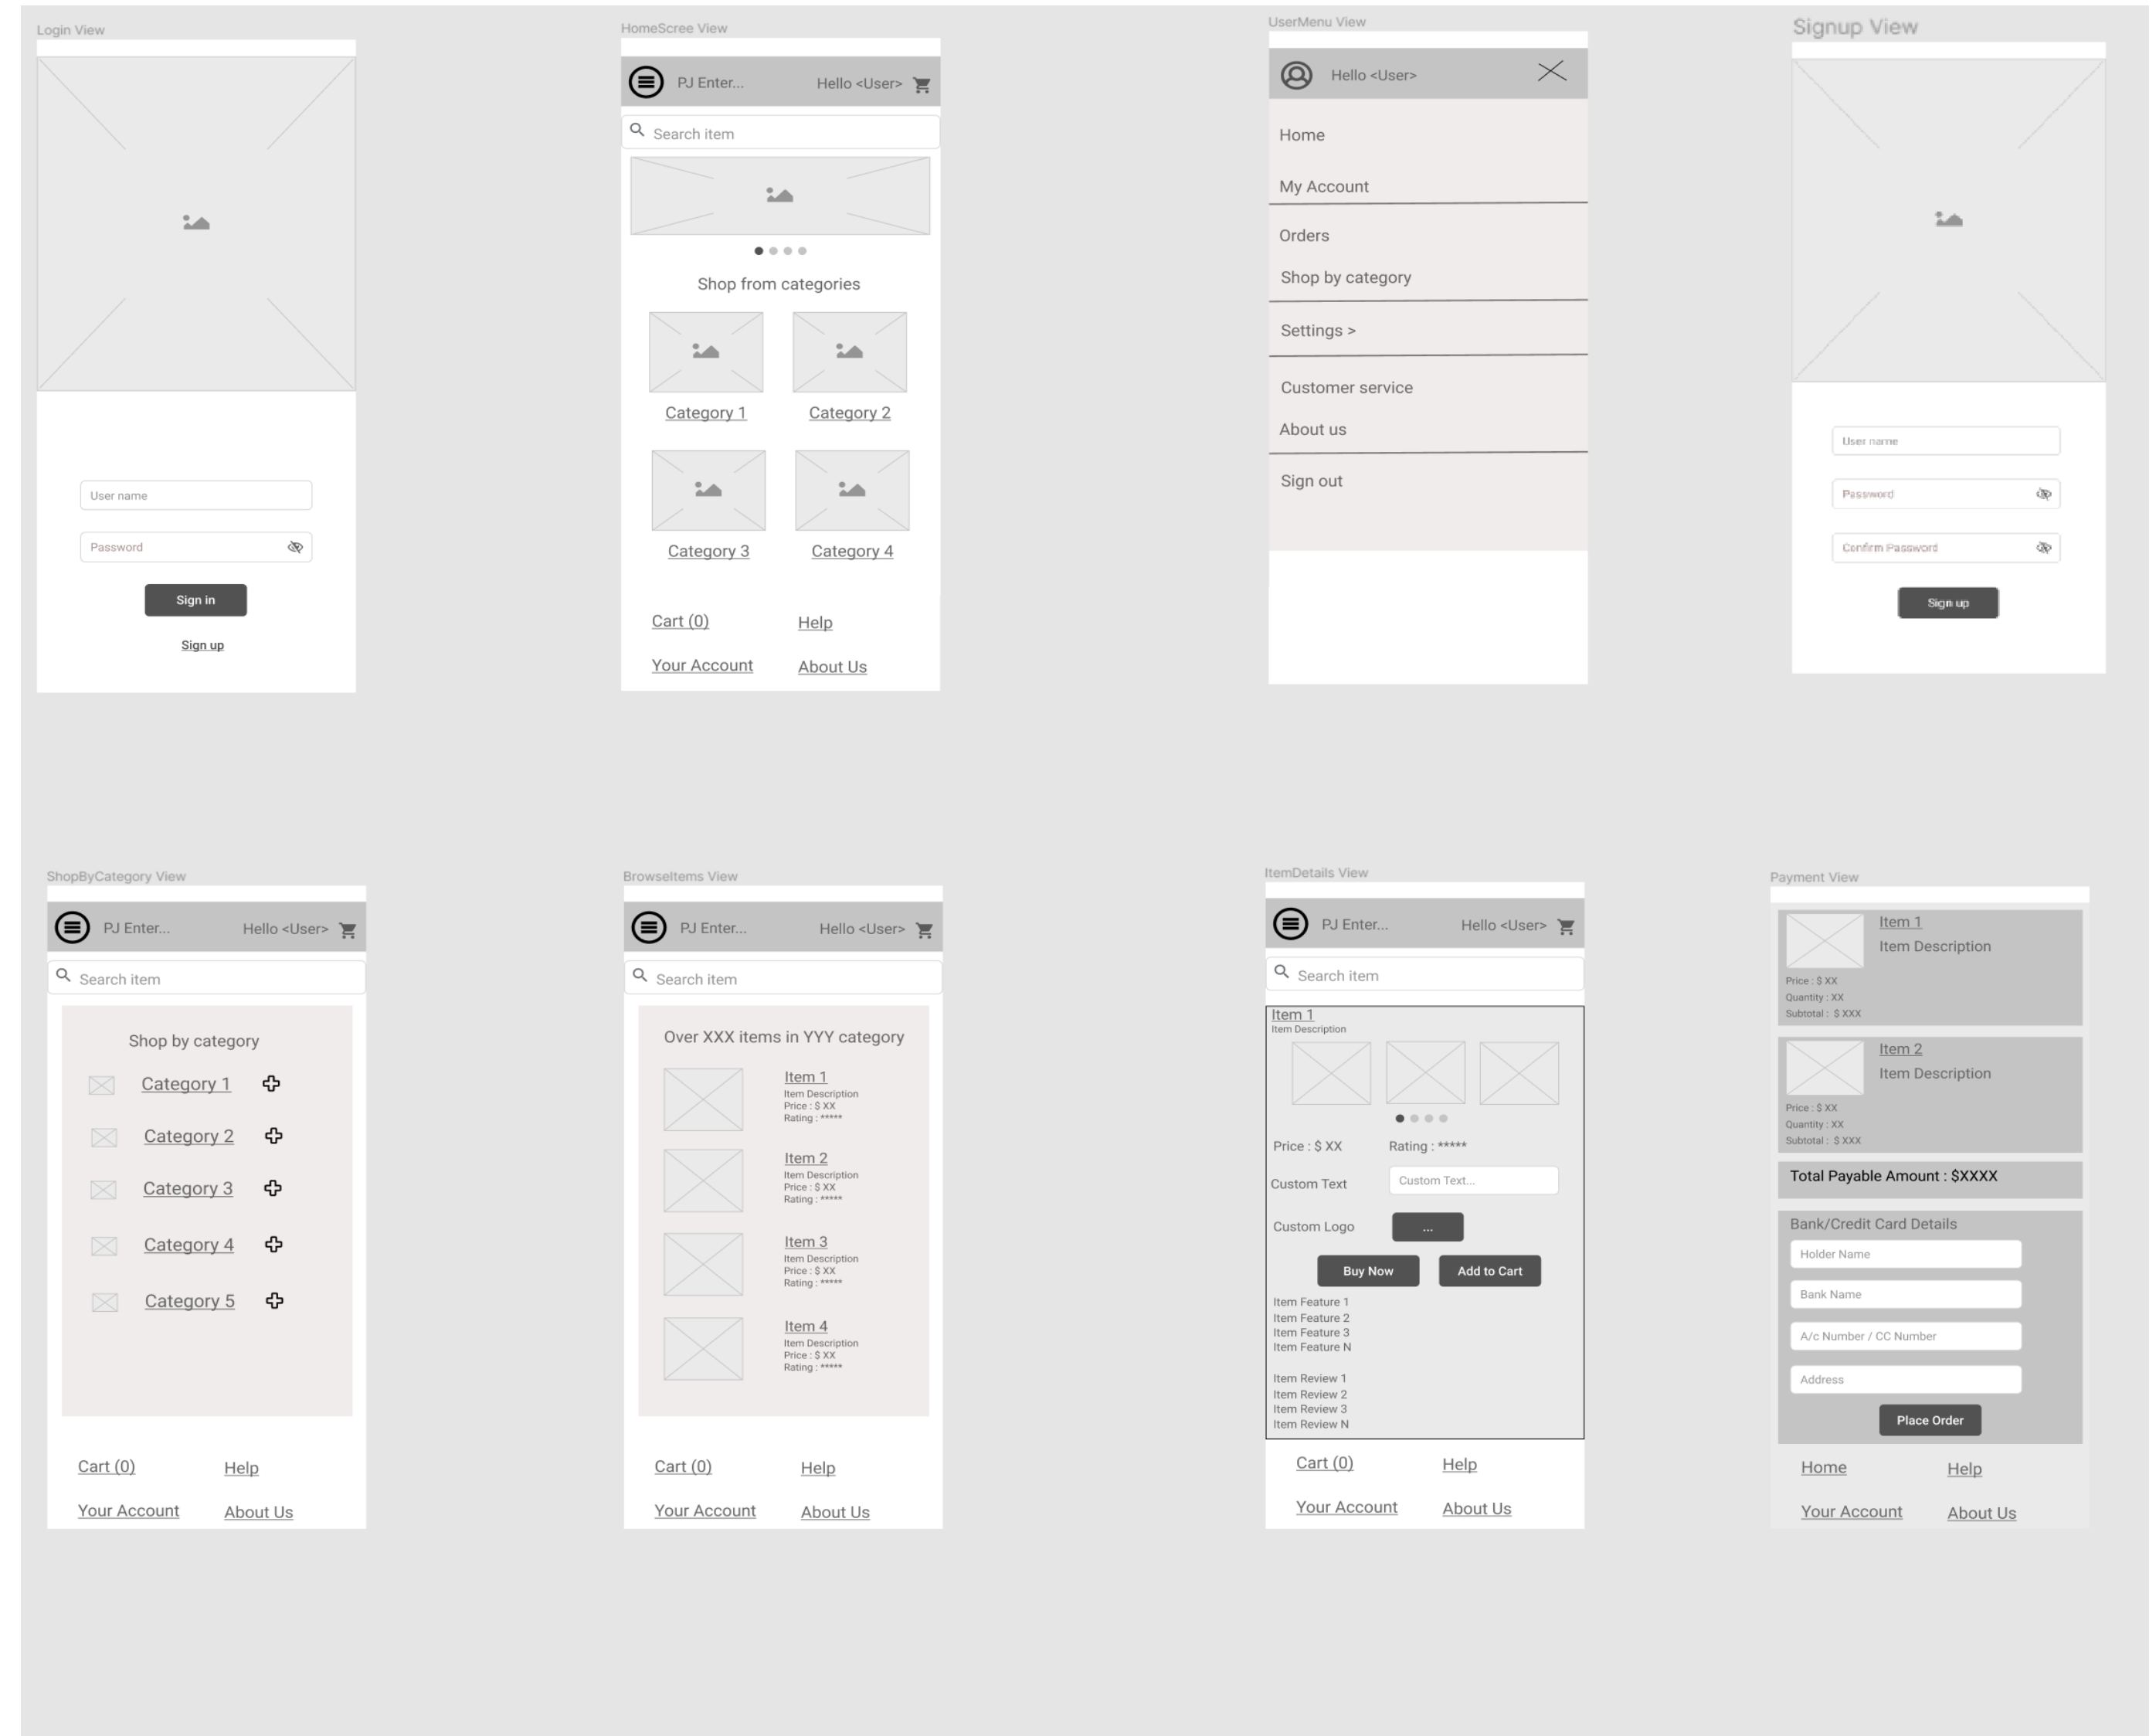 Login View
User name
Password
Sign in
Sign up
HomeScree View
PJ Enter...
Hello <User>
Search item
Shop from categories
Category 1
Category 2
Category 3
Category 4
Cart (0)
Help
Your Account
About Us
UserMenu View
Hello <User>
Home
My Account
Orders
Shop by category
Settings >
Customer service
About us
Sign out
Signup View
User name
Password
Confirm Password
Sign up
ShopByCategory View
PJ Enter...
Hello <User>
Search item
Shop by category
Category 1
Category 2
Category 3
Category 4
Category 5
Cart (0)
Help
Your Account
About Us
BrowseItems View
PJ Enter...
Hello <User>
Search item
Over XXX items in YYY category
Item 1
Item Description
Price : $ XX
Rating : *****
Item 2
Item Description
Price : $ XX
Rating : *****
Item 3
Item Description
Price : $ XX
Rating : *****
Item 4
Item Description
Price : $ XX
Rating : *****
Cart (0)
Help
Your Account
About Us
ItemDetails View
PJ Enter...
Hello <User>
Search item
Item 1
Item Description
Price : $ XX
Rating : *****
Custom Text
Custom Text...
Custom Logo
...
Buy Now
Add to Cart
Item Feature 1
Item Feature 2
Item Feature 3
Item Feature N
Item Review 1
Item Review 2
Item Review 3
Item Review N
Cart (0)
Help
Your Account
About Us
Payment View
Item 1
Item Description
Price : $ XX
Quantity : XX
Subtotal : $ XXX
Item 2
Item Description
Price : $ XX
Quantity : XX
Subtotal : $ XXX
Total Payable Amount : $XXXX
Bank/Credit Card Details
Holder Name
Bank Name
A/c Number / CC Number
Address
Place Order
Home
Help
Your Account
About Us